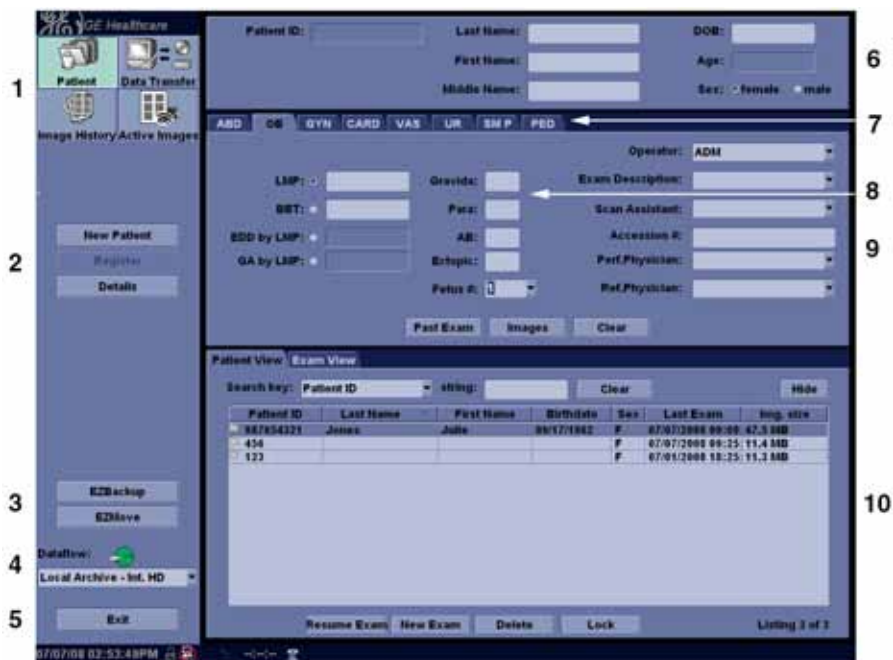 GE Healthcare
Patient
Data Transfer
Image History
Active Images
1
New Patient
Register
Details
2
EZBackup
EZMove
3
Dataflow:
Local Archive - Int. HD
4
Exit
5
07/07/08 02:53:48PM
Patient ID:
Last Name:
DOB:
First Name:
Age:
Middle Name:
Sex: female male
6
ABD OB GYN CARD VAS UR SM P PED
7
Operator: ADM
LMP:
Gravida:
Exam Description:
8
BBT:
Para:
Scan Assistant:
EDD by LMP:
AB:
Accession #:
9
GA by LMP:
Ectopic:
Perf.Physician:
Fetus #: 1
Ref.Physician:
Past Exam
Images
Clear
Patient View
Exam View
Search key: Patient ID
string:
Clear
Hide
Patient ID Last Name First Name Birthdate Sex Last Exam Img. size
987654321 Jones Julie 09/17/1982 F 07/07/2008 09:09: 47.5 MB
456 F 07/07/2008 09:25: 11.4 MB
123 F 07/01/2008 18:25: 11.3 MB
10
Resume Exam
New Exam
Delete
Lock
Listing 3 of 3
--:--:--